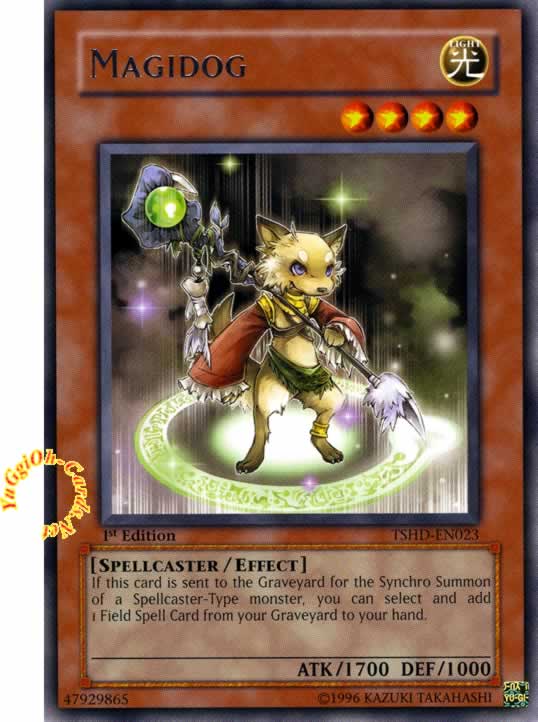 MAGIDOG
LIGHT
光
YuGgiOh-Cards.Net
1st Edition
TSHD-EN023
[SPELLCASTER / EFFECT]
If this card is sent to the Graveyard for the Synchro Summon
of a Spellcaster-Type monster, you can select and add
1 Field Spell Card from your Graveyard to your hand.
ATK/1700 DEF/1000
47929865
©1996 KAZUKI TAKAHASHI